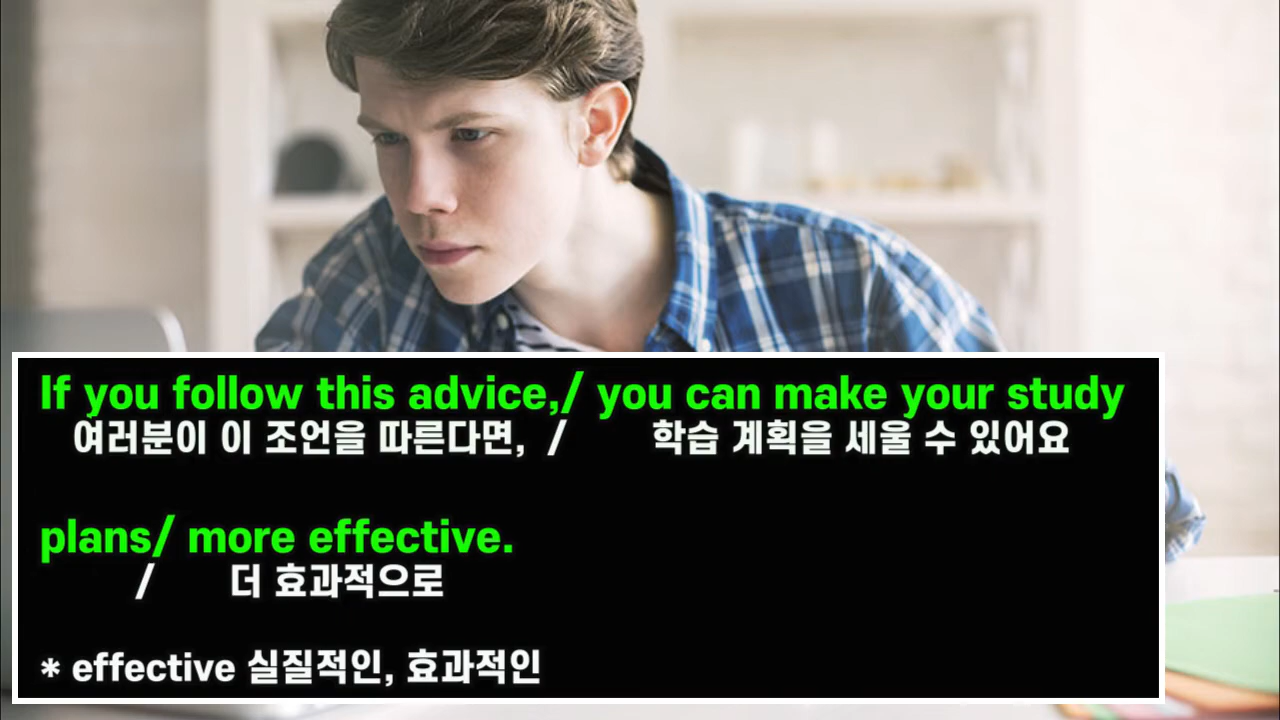 If you follow this advice,/ you can make your study
여러분이 이 조언을 따른다면, / 학습 계획을 세울 수 있어요
plans/ more effective.
/ 더 효과적으로
* effective 실질적인, 효과적인